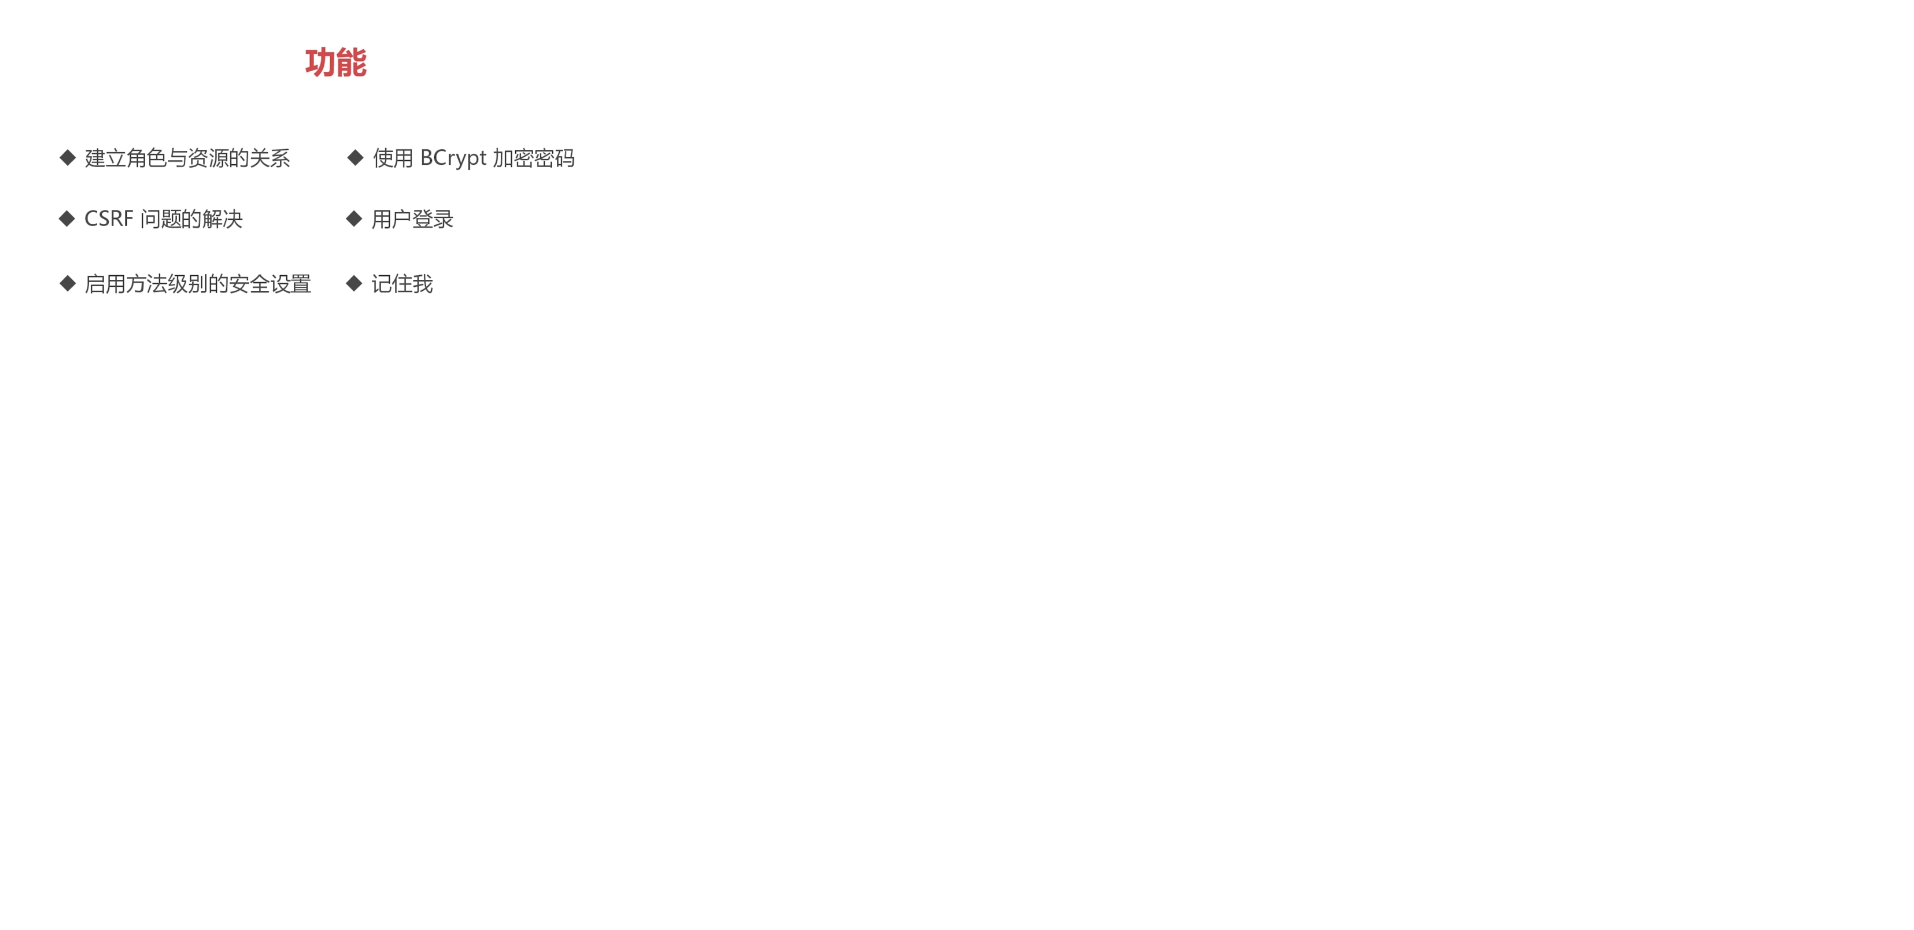 功能
◆ 建立角色与资源的关系
◆ 使用 BCrypt 加密密码
◆ CSRF 问题的解决
◆ 用户登录
◆ 启用方法级别的安全设置
◆ 记住我